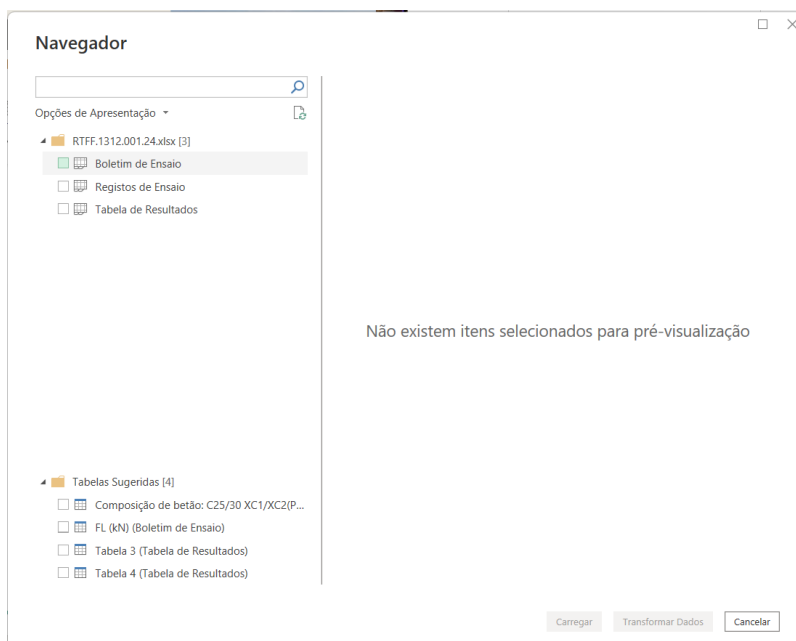 Navegador
Opções de Apresentação
RTFF.1312.001.24.xlsx [3]
Boletim de Ensaio
Registos de Ensaio
Tabela de Resultados
Não existem itens selecionados para pré-visualização
Tabelas Sugeridas [4]
Composição de betão: C25/30 XC1/XC2(P...
FL (kN) (Boletim de Ensaio)
Tabela 3 (Tabela de Resultados)
Tabela 4 (Tabela de Resultados)
Carregar
Transformar Dados
Cancelar